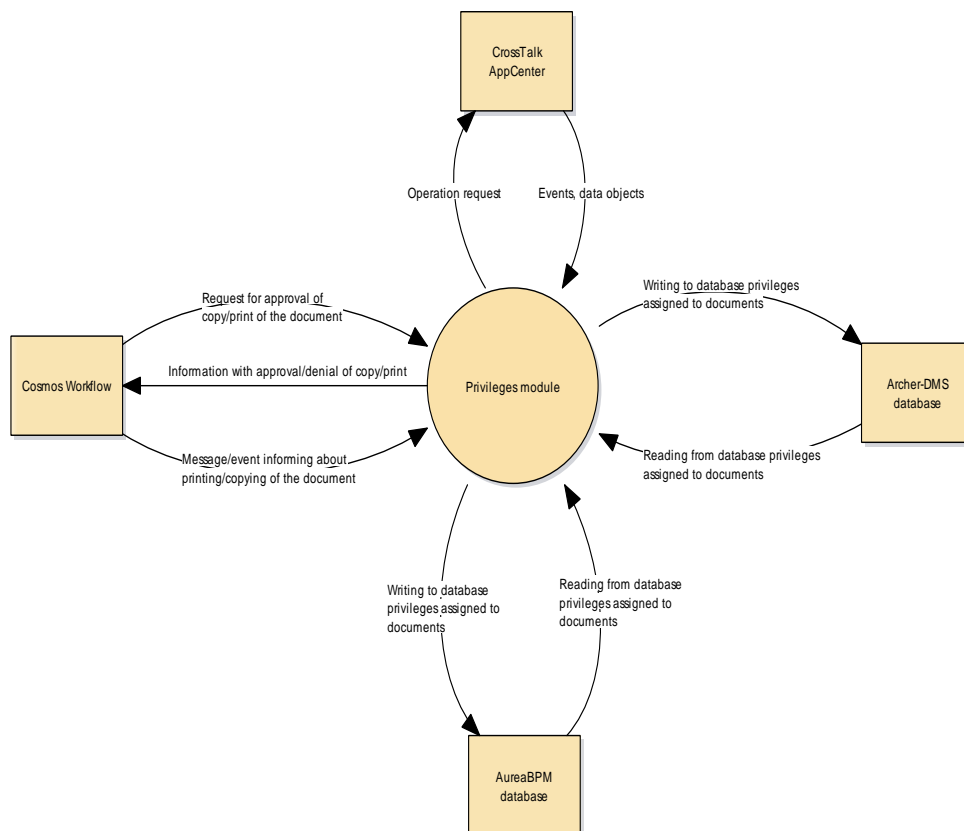 CrossTalk
AppCenter
Operation request
Events, data objects
Writing to database privileges
assigned to documents
Request for approval of
copy/print of the document
Information with approval/denial of copy/print
Cosmos Workflow
Privileges module
Archer-DMS
database
Message/event informing about
printing/copying of the document
Reading from database privileges
assigned to documents
Writing to database
privileges assigned to
documents
Reading from database
privileges assigned to
documents
AureaBPM
database